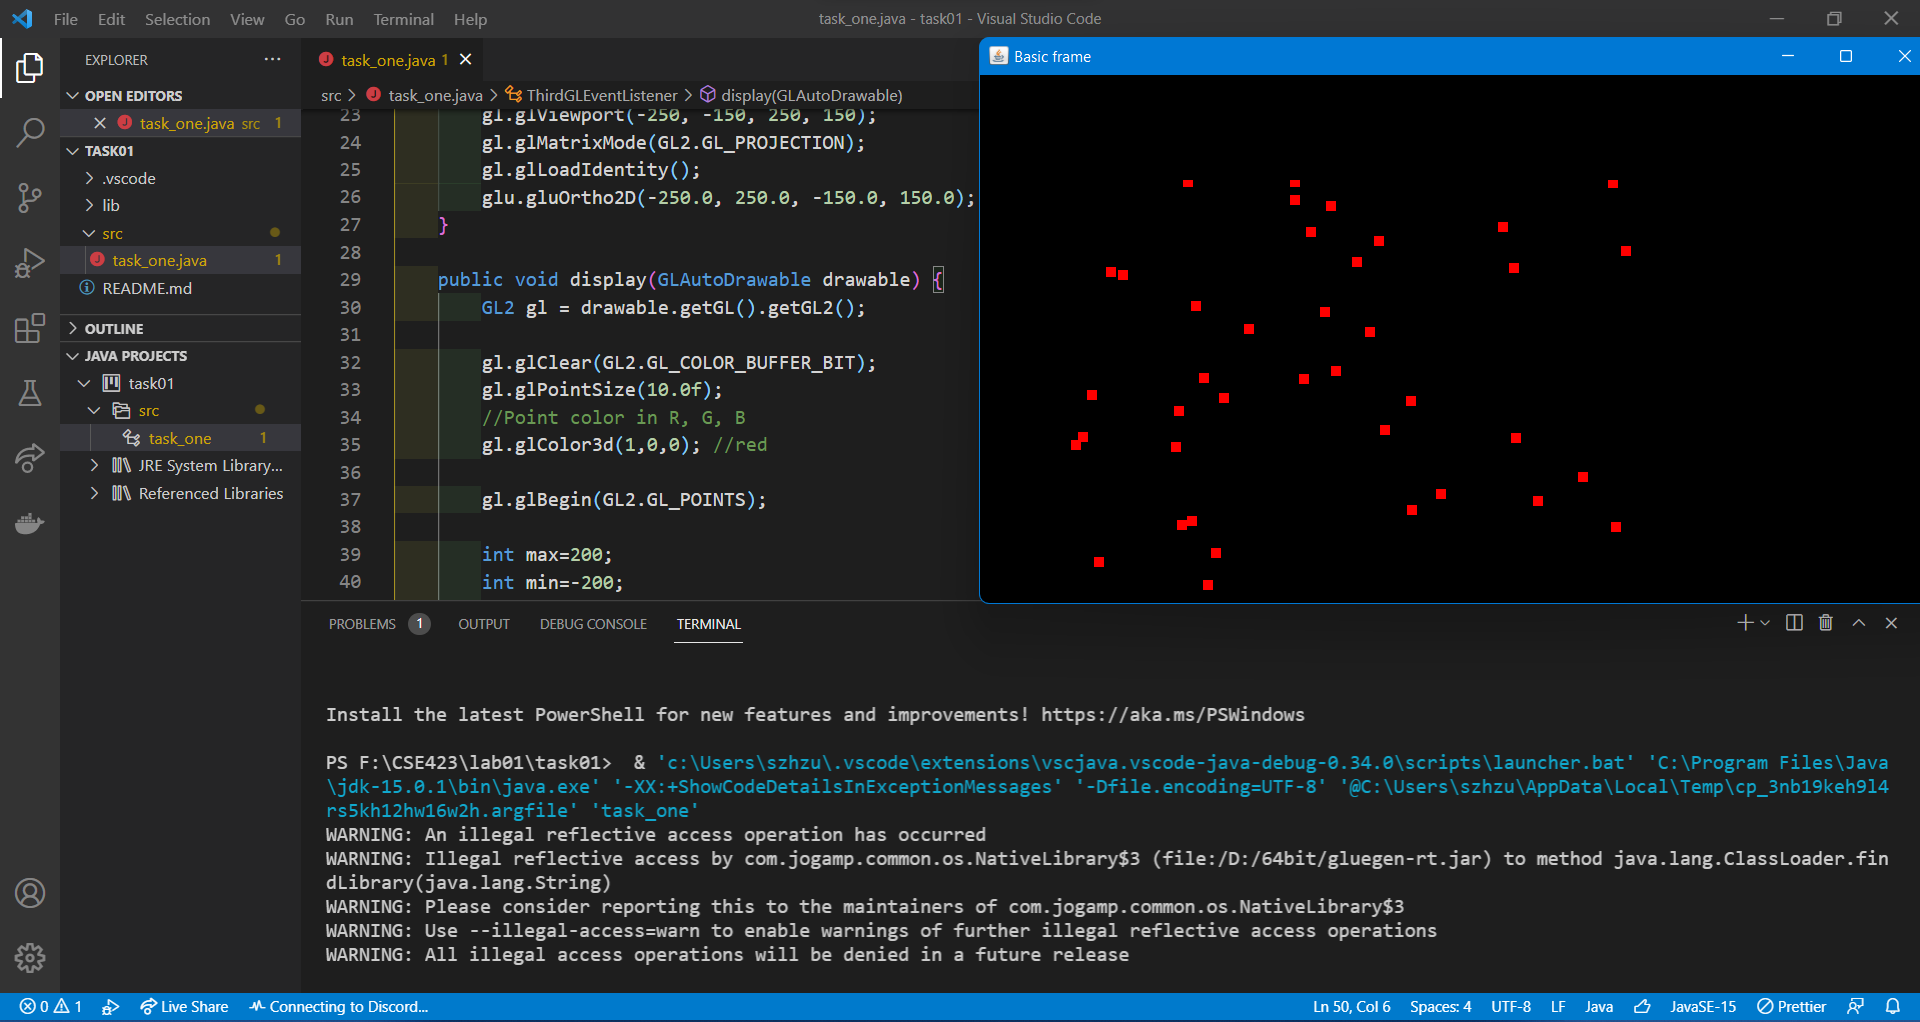 File Edit Selection View Go Run Terminal Help
task_one.java - task01 - Visual Studio Code
EXPLORER
OPEN EDITORS
task_one.java src 1
TASK01
.vscode
lib
src
task_one.java 1
README.md
OUTLINE
JAVA PROJECTS
task01
src
task_one 1
JRE System Library...
Referenced Libraries
task_one.java 1
src > task_one.java > ThirdGLEventListener > display(GLAutoDrawable)
23 gl.glViewport(-250, -150, 250, 150);
24 gl.glMatrixMode(GL2.GL_PROJECTION);
25 gl.glLoadIdentity();
26 glu.gluOrtho2D(-250.0, 250.0, -150.0, 150.0);
27 }
28
29 public void display(GLAutoDrawable drawable) {
30 GL2 gl = drawable.getGL().getGL2();
31
32 gl.glClear(GL2.GL_COLOR_BUFFER_BIT);
33 gl.glPointSize(10.0f);
34 //Point color in R, G, B
35 gl.glColor3d(1,0,0); //red
36
37 gl.glBegin(GL2.GL_POINTS);
38
39 int max=200;
40 int min=-200;
Basic frame
PROBLEMS 1 OUTPUT DEBUG CONSOLE TERMINAL
Install the latest PowerShell for new features and improvements! https://aka.ms/PSWindows
PS F:\CSE423\lab01\task01> & 'c:\Users\szhzu\.vscode\extensions\vscjava.vscode-java-debug-0.34.0\scripts\launcher.bat' 'C:\Program Files\Java
\jdk-15.0.1\bin\java.exe' '-XX:+ShowCodeDetailsInExceptionMessages' '-Dfile.encoding=UTF-8' '@C:\Users\szhzu\AppData\Local\Temp\cp_3nb19keh9l4
rs5kh12hw16w2h.argfile' 'task_one'
WARNING: An illegal reflective access operation has occurred
WARNING: Illegal reflective access by com.jogamp.common.os.NativeLibrary$3 (file:/D:/64bit/gluegen-rt.jar) to method java.lang.ClassLoader.fin
dLibrary(java.lang.String)
WARNING: Please consider reporting this to the maintainers of com.jogamp.common.os.NativeLibrary$3
WARNING: Use --illegal-access=warn to enable warnings of further illegal reflective access operations
WARNING: All illegal access operations will be denied in a future release
0 1 Live Share Connecting to Discord... Ln 50, Col 6 Spaces: 4 UTF-8 LF Java JavaSE-15 Prettier